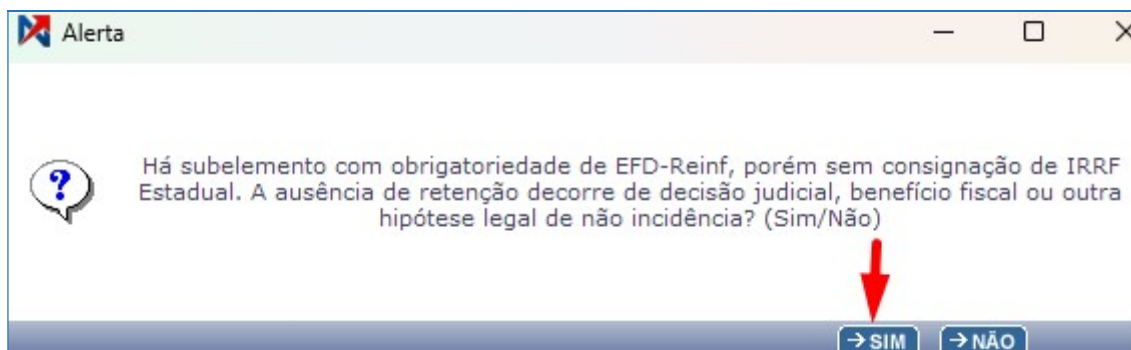 Alerta
Há subelemento com obrigatoriedade de EFD-Reinf, porém sem consignação de IRRF
Estadual. A ausência de retenção decorre de decisão judicial, benefício fiscal ou outra
hipótese legal de não incidência? (Sim/Não)
SIM NÃO